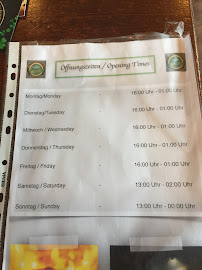 Öffnungszeiten / Opening Times
Montag/Monday - 16:00 Uhr - 01:00 Uhr
Dienstag/Tuesday - 16:00 Uhr - 01:00 Uhr
Mittwoch / Wednesday - 16:00 Uhr - 01:00 Uhr
Donnerstag / Thursday - 16:00 Uhr - 01:00 Uhr
Freitag / Friday - 16:00 Uhr - 01:00 Uhr
Samstag / Saturday - 13:00 Uhr - 02:00 Uhr
Sonntag / Sunday - 13:00 Uhr - 00:00 Uhr